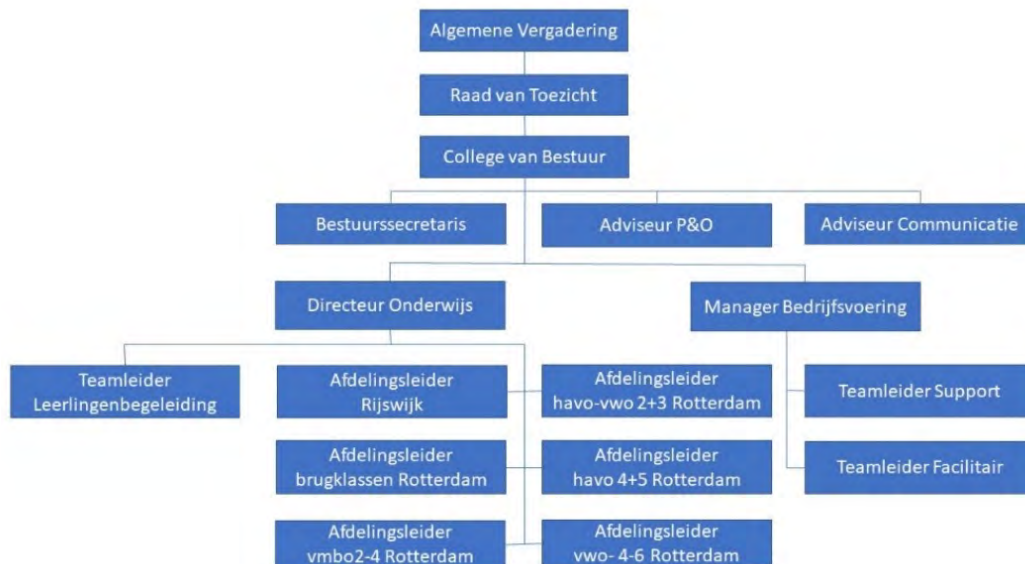 Algemene Vergadering
Raad van Toezicht
College van Bestuur
Bestuurssecretaris
Adviseur P&O
Adviseur Communicatie
Directeur Onderwijs
Manager Bedrijfsvoering
Teamleider
Leerlingenbegeleiding
Afdelingsleider
Rijswijk
Afdelingsleider
havo-vwo 2+3 Rotterdam
Teamleider Support
Afdelingsleider
brugklassen Rotterdam
Afdelingsleider
havo 4+5 Rotterdam
Teamleider Facilitair
Afdelingsleider
vmbo2-4 Rotterdam
Afdelingsleider
vwo- 4-6 Rotterdam